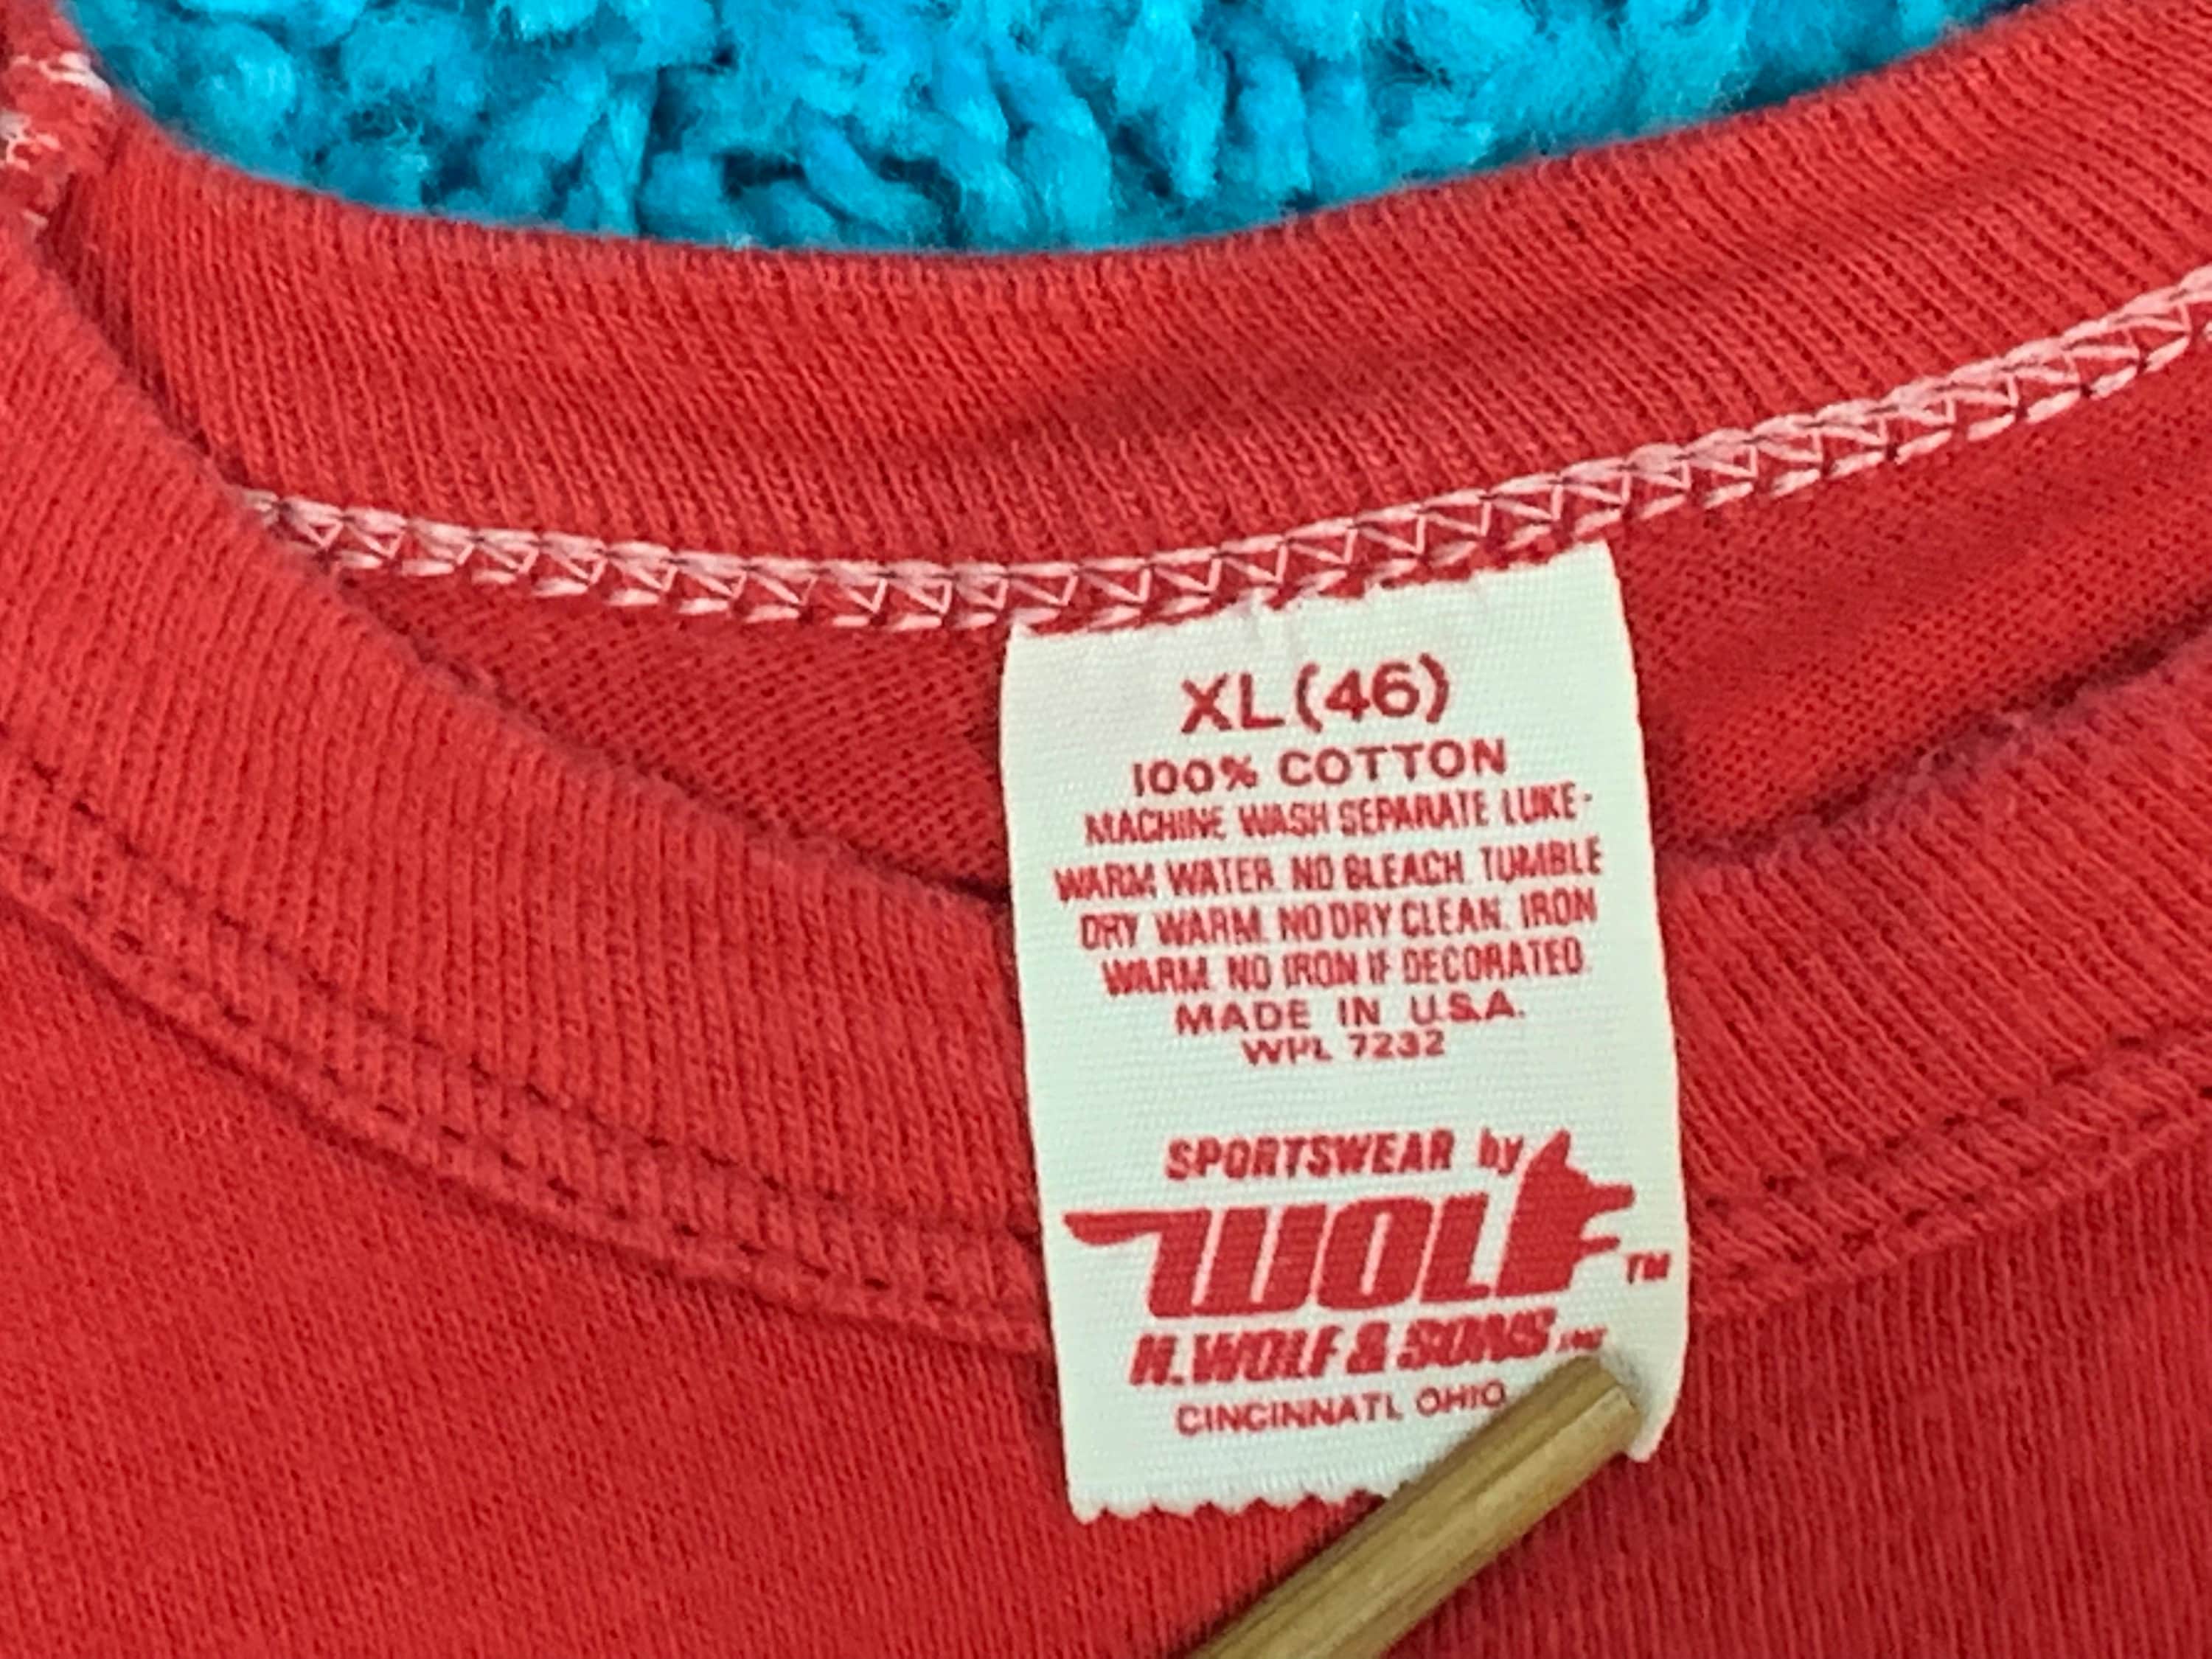 XL (46)
100% COTTON
MACHINE WASH SEPARATE LUKE-
WARM WATER. NO BLEACH. TUMBLE
DRY WARM. NO DRY CLEAN. IRON
WARM. NO IRON IF DECORATED.
MADE IN U.S.A.
WPL 7232
SPORTSWEAR by
WOLF TM
H. WOLF & SONS INC
CINCINNATI, OHIO